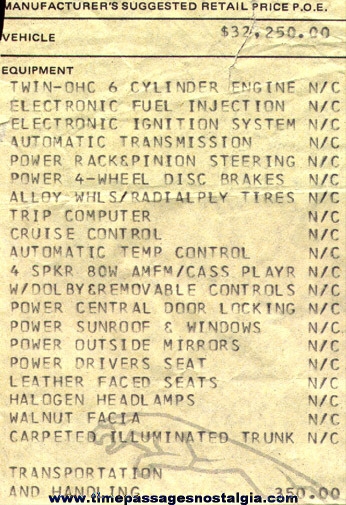 MANUFACTURER'S SUGGESTED RETAIL PRICE P.O.E.
VEHICLE $32,250.00
EQUIPMENT
TWIN-OHC 6 CYLINDER ENGINE N/C
ELECTRONIC FUEL INJECTION N/C
ELECTRONIC IGNITION SYSTEM N/C
AUTOMATIC TRANSMISSION N/C
POWER RACK&PINION STEERING N/C
POWER 4-WHEEL DISC BRAKES N/C
ALLOY WHLS/RADIALPLY TIRES N/C
TRIP COMPUTER N/C
CRUISE CONTROL N/C
AUTOMATIC TEMP CONTROL N/C
4 SPKR 80W AMFM/CASS PLAYR N/C
W/DOLBY&REMOVABLE CONTROLS N/C
POWER CENTRAL DOOR LOCKING N/C
POWER SUNROOF & WINDOWS N/C
POWER OUTSIDE MIRRORS N/C
POWER DRIVERS SEAT N/C
LEATHER FACED SEATS N/C
HALOGEN HEADLAMPS N/C
WALNUT FACIA N/C
CARPETED ILLUMINATED TRUNK N/C
TRANSPORTATION
AND HANDLING 350.00
www.timepassagesnostalgia.com